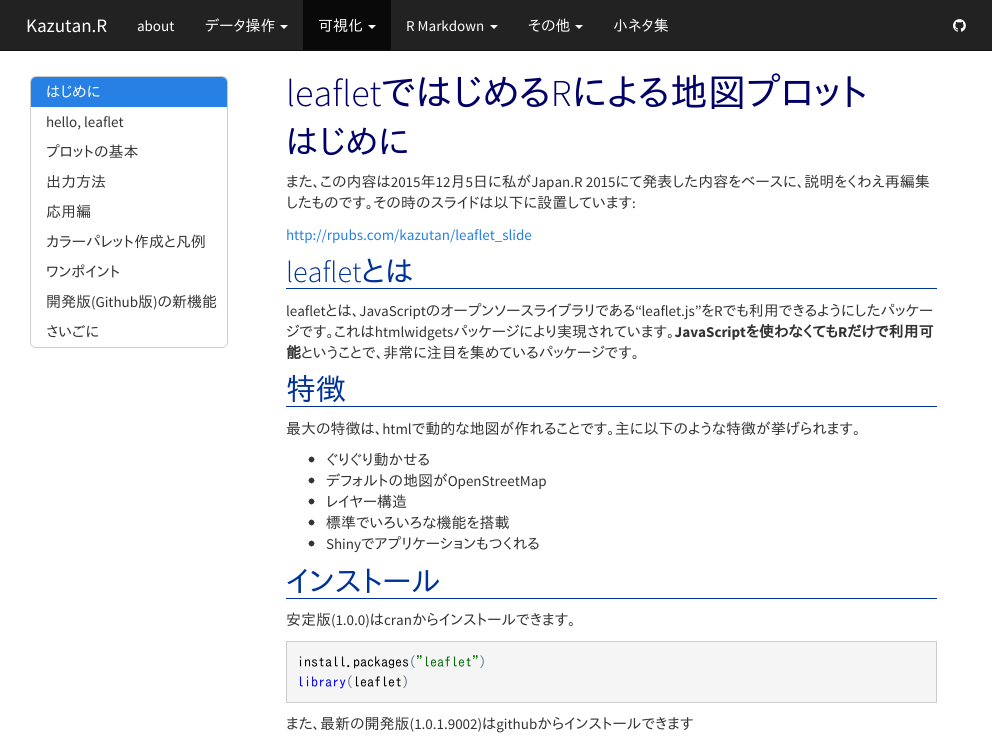 Kazutan.R about データ操作 可視化 R Markdown その他 小ネタ集
はじめに
hello, leaflet
プロットの基本
出力方法
応用編
カラーパレット作成と凡例
ワンポイント
開発版(Github版)の新機能
さいごに
leafletではじめるRによる地図プロット
はじめに
また、この内容は2015年12月5日に私がJapan.R 2015にて発表した内容をベースに、説明をくわえ再編集
したものです。その時のスライドは以下に設置しています:
http://rpubs.com/kazutan/leaflet_slide
leafletとは
leafletとは、JavaScriptのオープンソースライブラリである“leaflet.js”をRでも利用できるようにしたパッケー
ジです。これはhtmlwidgetsパッケージにより実現されています。JavaScriptを使わなくてもRだけで利用可
能ということで、非常に注目を集めているパッケージです。
特徴
最大の特徴は、htmlで動的な地図が作れることです。主に以下のような特徴が挙げられます。
• ぐりぐり動かせる
• デフォルトの地図がOpenStreetMap
• レイヤー構造
• 標準でいろいろな機能を搭載
• Shinyでアプリケーションもつくれる
インストール
安定版(1.0.0)はcranからインストールできます。
install.packages("leaflet")
library(leaflet)
また、最新の開発版(1.0.1.9002)はgithubからインストールできます